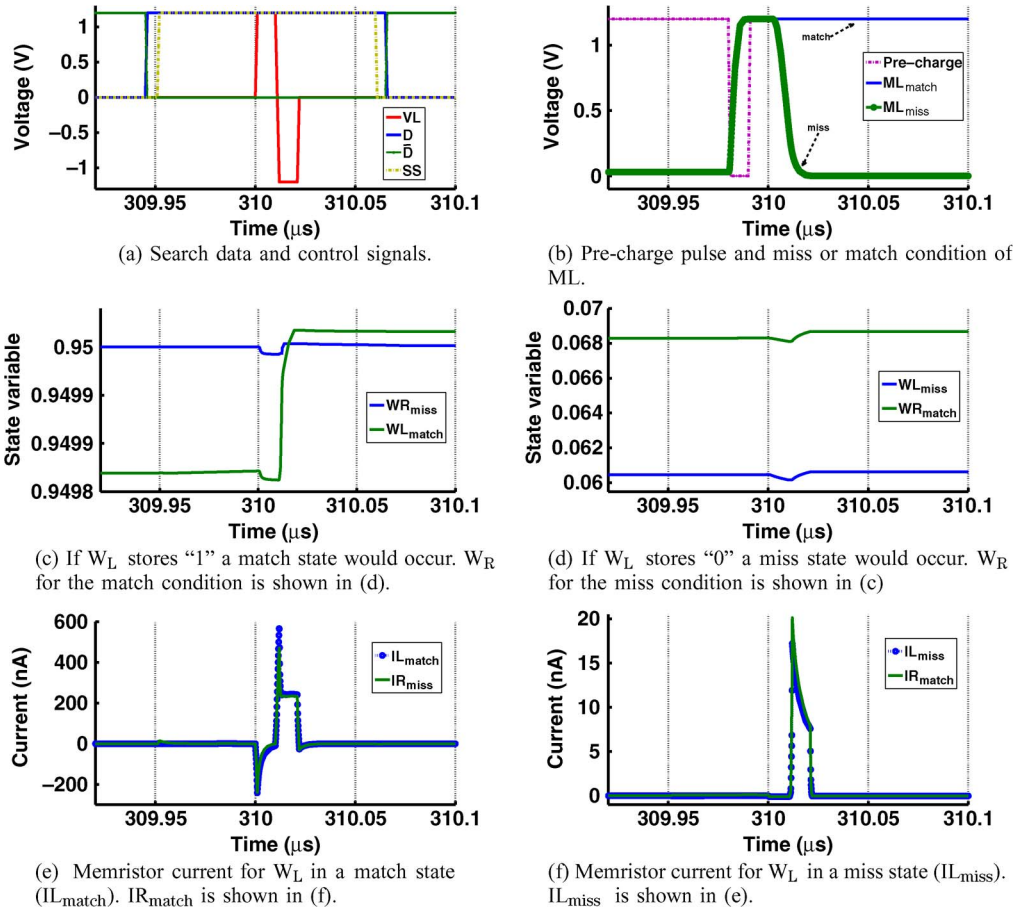 1.2
0.6
0
−0.5
−1
Voltage (V)
VL
D
D̄
SS
309.95 310 310.05 310.1
Time (μs)
(a) Search data and control signals.
1
0.5
0
Voltage (V)
match
miss
Pre−charge
MLmatch
MLmiss
309.95 310 310.05 310.1
Time (μs)
(b) Pre-charge pulse and miss or match condition of
ML.
0.95
0.9499
0.9499
0.9498
State variable
WRmiss
WLmatch
309.95 310 310.05 310.1
Time (μs)
(c) If WL stores “1” a match state would occur. WR
for the match condition is shown in (d).
0.07
0.068
0.066
0.064
0.062
0.06
State variable
WLmiss
WRmatch
309.95 310 310.05 310.1
Time (μs)
(d) If WL stores “0” a miss state would occur. WR
for the miss condition is shown in (c)
600
400
200
0
−200
Current (nA)
ILmatch
IRmiss
309.95 310 310.05 310.1
Time (μs)
(e) Memristor current for WL in a match state
(ILmatch). IRmatch is shown in (f).
20
15
10
5
0
Current (nA)
ILmiss
IRmatch
309.95 310 310.05 310.1
Time (μs)
(f) Memristor current for WL in a miss state (ILmiss).
ILmiss is shown in (e).